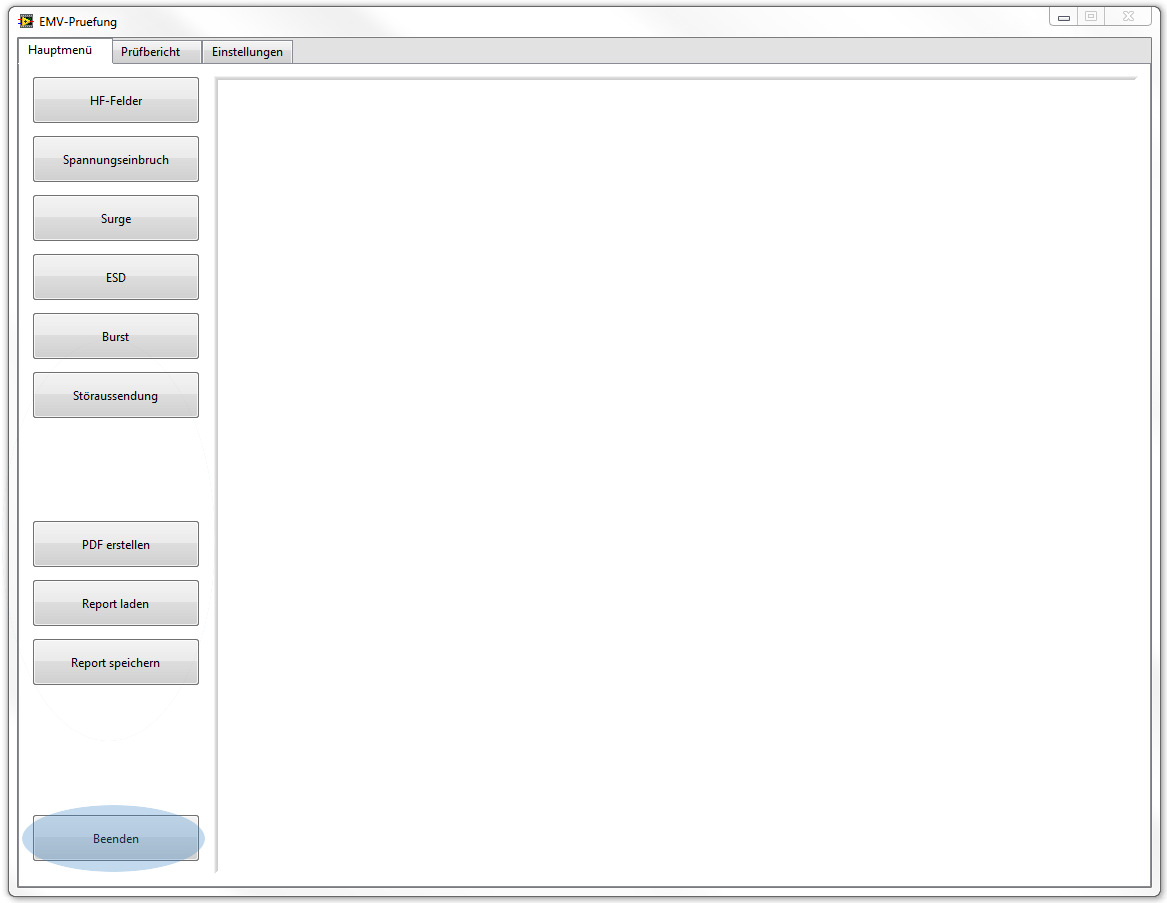 EMV-Pruefung
Hauptmenü
Prüfbericht
Einstellungen
HF-Felder
Spannungseinbruch
Surge
ESD
Burst
Störaussendung
PDF erstellen
Report laden
Report speichern
Beenden